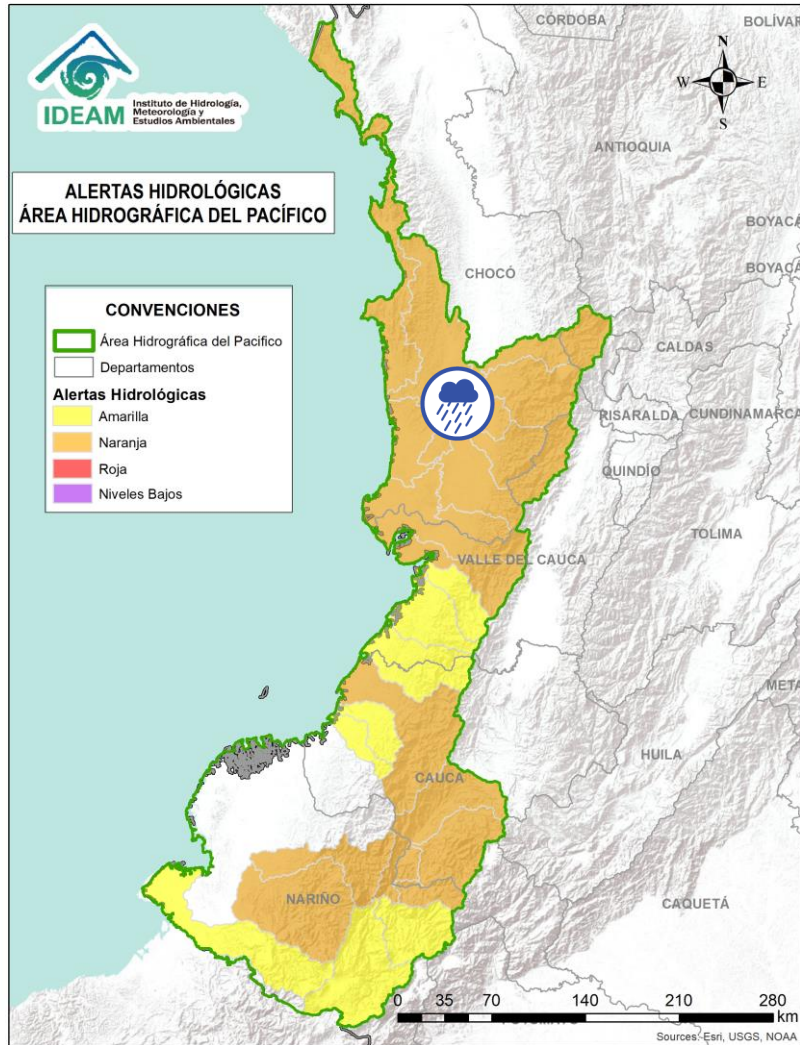 IDEAM
Instituto de Hidrología,
Meteorología y
Estudios Ambientales
ALERTAS HIDROLÓGICAS
ÁREA HIDROGRÁFICA DEL PACÍFICO
CONVENCIONES
Área Hidrográfica del Pacifico
Departamentos
Alertas Hidrológicas
Amarilla
Naranja
Roja
Niveles Bajos
CÓRDOBA
BOLÍVAR
N
W E
S
ANTIOQUIA
BOYACÁ
BOYACÁ
CHOCÓ
CALDAS
RISARALDA
CUNDINAMARCA
QUINDÍO
TOLIMA
VALLE DEL CAUCA
META
HUILA
CAUCA
NARIÑO
CAQUETÁ
0 35 70 140 210 280
km
Sources: Esri, USGS, NOAA